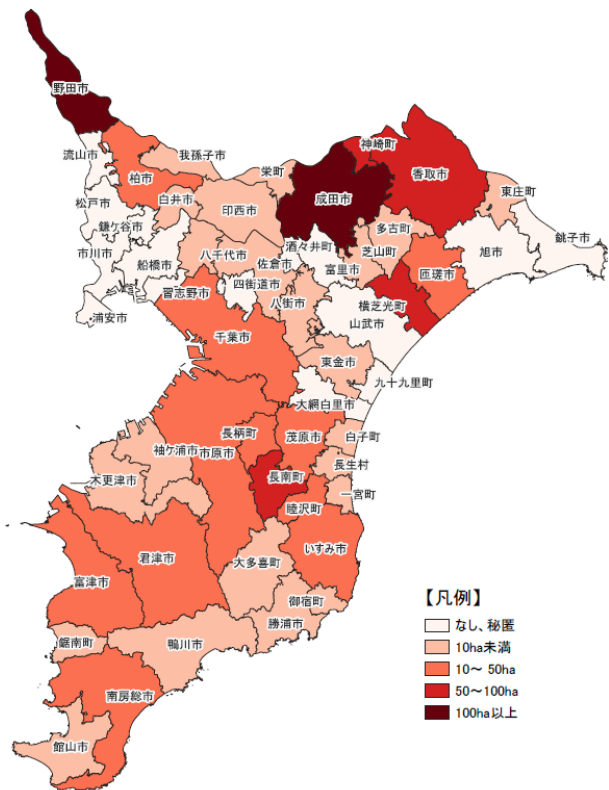 野田市
流山市
我孫子市
柏市
神崎町
香取市
栄町
成田市
東庄町
松戸市
白井市
印西市
鎌ケ谷市
多古町
銚子市
市川市
船橋市
八千代市
酒々井町
芝山町
旭市
佐倉市
富里市
匝瑳市
習志野市
四街道市
八街市
横芝光町
浦安市
山武市
千葉市
東金市
九十九里町
大網白里市
長柄町
茂原市
白子町
袖ケ浦市
市原市
長生村
木更津市
長南町
一宮町
睦沢町
いすみ市
君津市
大多喜町
富津市
御宿町
勝浦市
鋸南町
鴨川市
南房総市
館山市
【凡例】
なし、秘匿
10ha未満
10～ 50ha
50～100ha
100ha以上